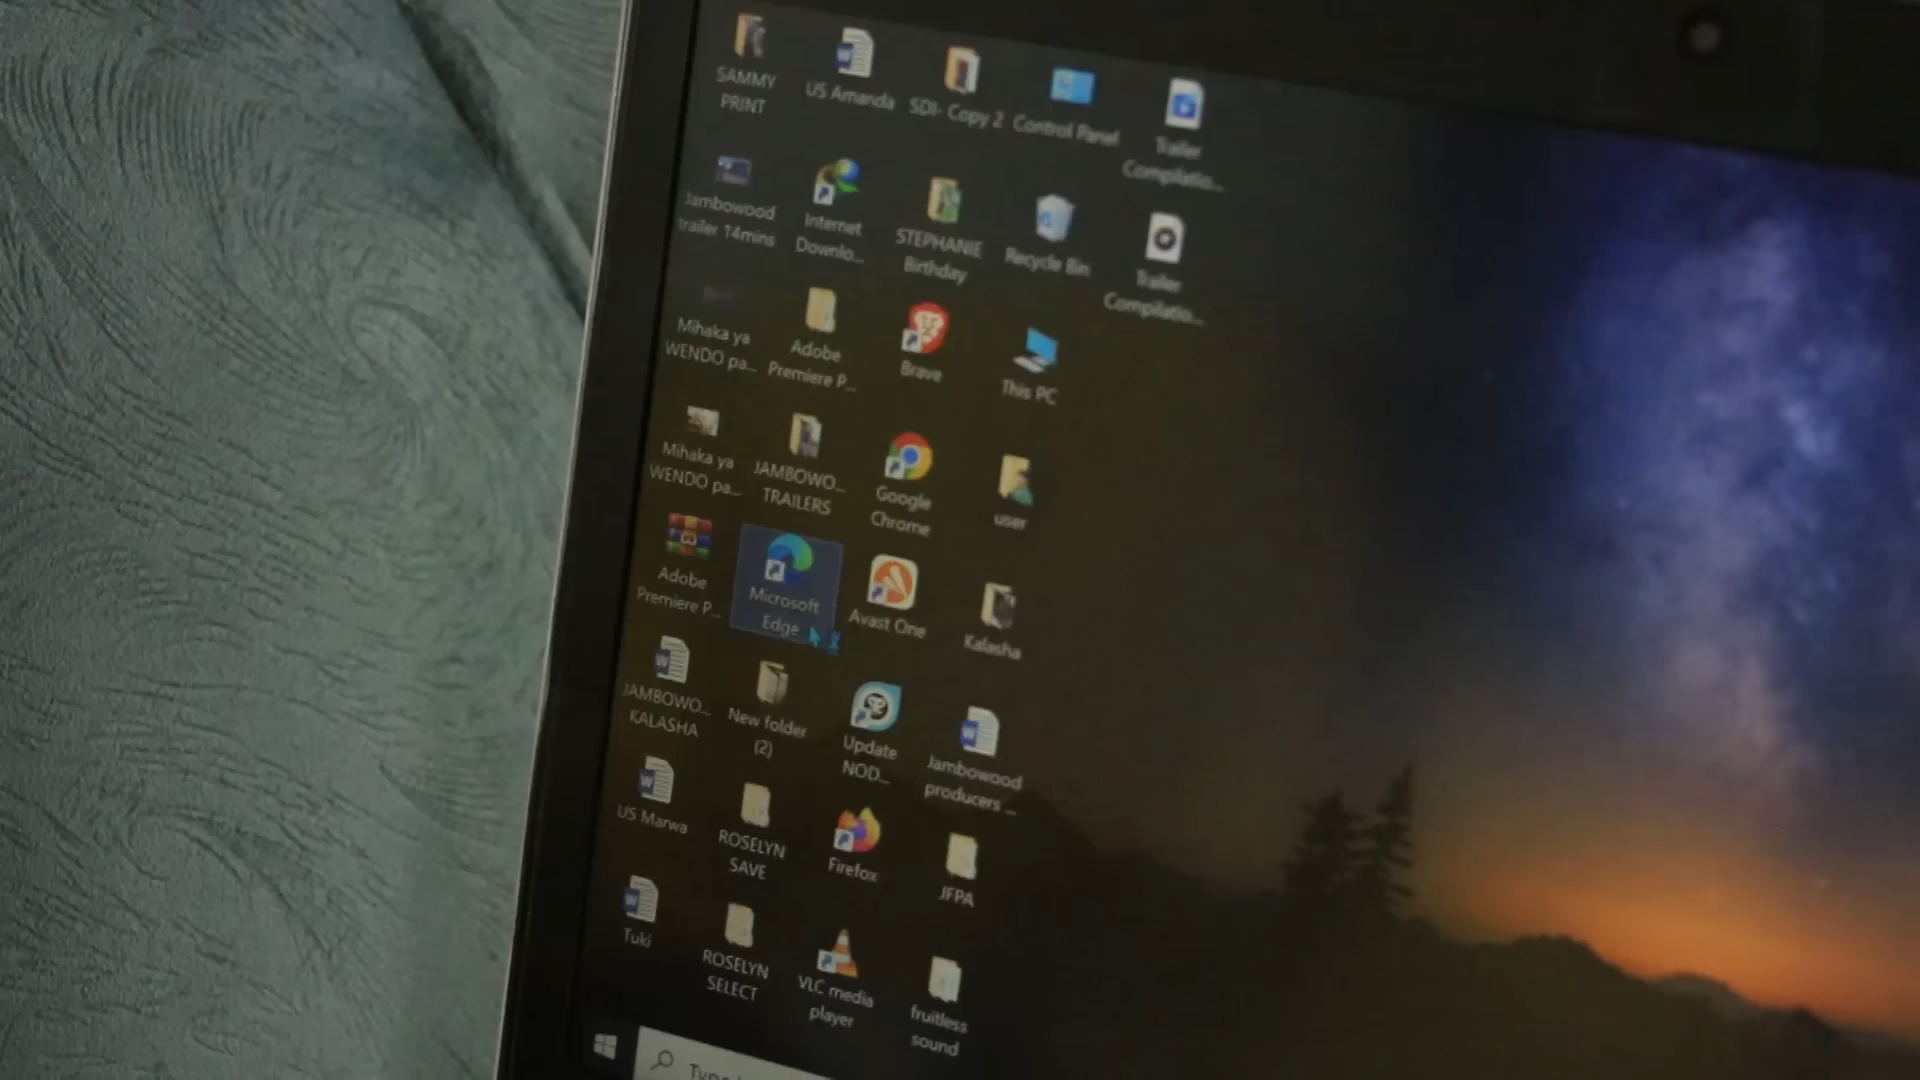 SAMMY
PRINT
US Amanda
SDI- Copy 2
Control Panel
Trailer
Compilatio...
Jambowood
trailer 14mins
Internet
Downlo...
STEPHANIE
Birthday
Recycle Bin
Trailer
Compilatio...
Mihaka ya
WENDO pa...
Adobe
Premiere P...
Brave
This PC
Mihaka ya
WENDO pa...
JAMBOWO...
TRAILERS
Google
Chrome
user
Adobe
Premiere P...
Microsoft
Edge
Avast One
Kalasha
JAMBOWO...
KALASHA
New folder
(2)
Update
NOD...
Jambowood
producers ...
US Marwa
ROSELYN
SAVE
Firefox
JFPA
Tuki
ROSELYN
SELECT
VLC media
player
fruitless
sound
Type